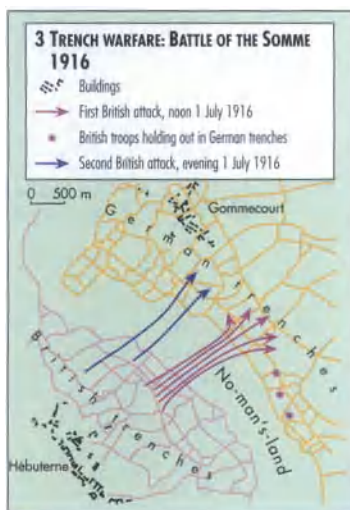 3 TRENCH WARFARE: BATTLE OF THE SOMME
1916
Buildings
First British attack, noon 1 July 1916
British troops holding out in German trenches
Second British attack, evening 1 July 1916
0 500 m
Gommecourt
German trenches
British trenches
No-man's-land
Hébuterne